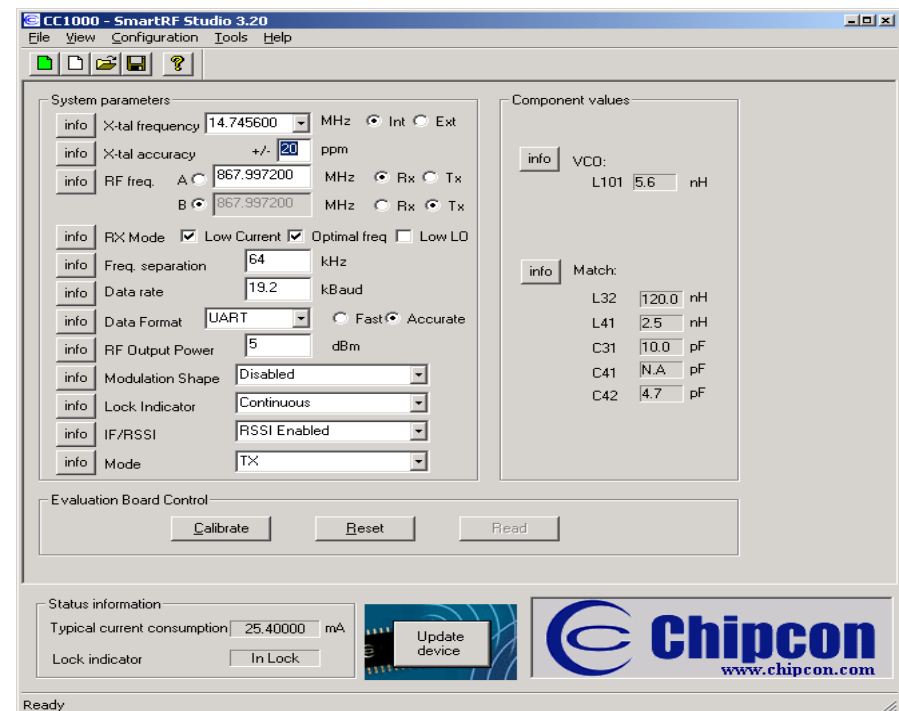 CC1000 - SmartRF Studio 3.20
File View Configuration Tools Help
System parameters
info X-tal frequency 14.745600 MHz Int Ext
info X-tal accuracy +/- 20 ppm
info RF freq. A 867.997200 MHz Rx Tx
B 867.997200 MHz Rx Tx
info RX Mode Low Current Optimal freq Low LO
info Freq. separation 64 kHz
info Data rate 19.2 kBaud
info Data Format UART Fast Accurate
info RF Output Power 5 dBm
info Modulation Shape Disabled
info Lock Indicator Continuous
info IF/RSSI RSSI Enabled
info Mode TX
Component values
info VCO:
L101 5.6 nH
info Match:
L32 120.0 nH
L41 2.5 nH
C31 10.0 pF
C41 N.A pF
C42 4.7 pF
Evaluation Board Control
Calibrate Reset Read
Status information
Typical current consumption 25.40000 mA
Lock indicator In Lock
Update
device
Chipcon
www.chipcon.com
Ready